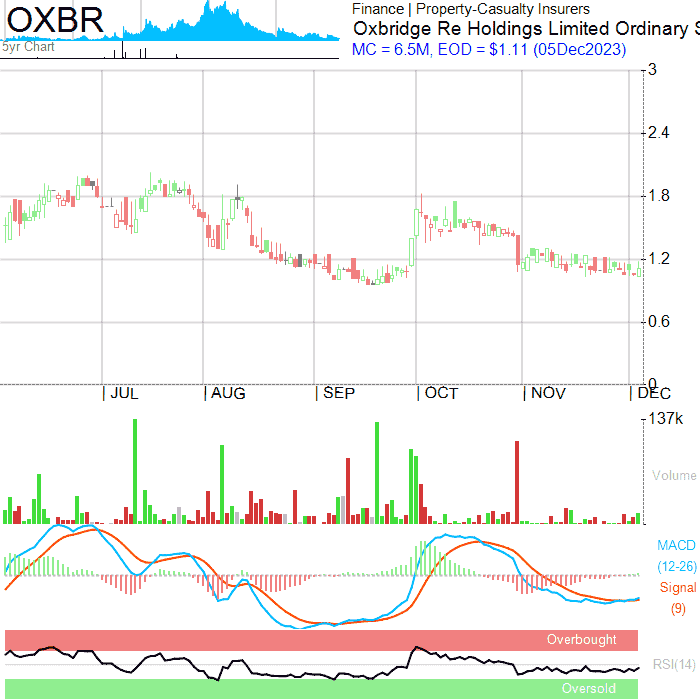 OXBR
5yr Chart
Finance | Property-Casualty Insurers
Oxbridge Re Holdings Limited Ordinary S
MC = 6.5M, EOD = $1.11 (05Dec2023)
3
2.4
1.8
1.2
0.6
0
| JUL | AUG | SEP | OCT | NOV | DEC
137k
Volume
MACD
(12-26)
Signal
(9)
Overbought
RSI(14)
Oversold